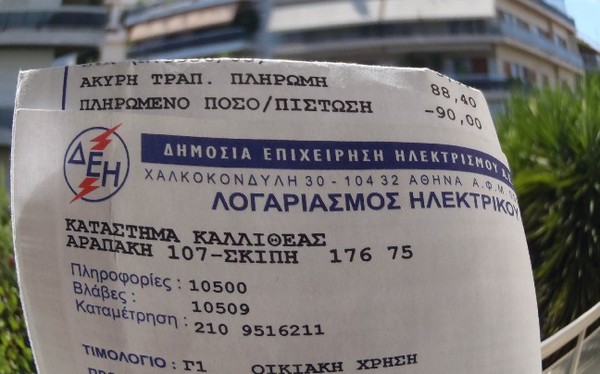 ΑΚΥΡΗ ΤΡΑΠ. ΠΛΗΡΩΜΗ 88,40
ΠΛΗΡΩΜΕΝΟ ΠΟΣΟ/ΠΙΣΤΩΣΗ -90,00
ΔΕΗ
ΔΗΜΟΣΙΑ ΕΠΙΧΕΙΡΗΣΗ ΗΛΕΚΤΡΙΣΜΟΥ
ΧΑΛΚΟΚΟΝΔΥΛΗ 30 - 104 32 ΑΘΗΝΑ Α.Φ.Μ.
ΛΟΓΑΡΙΑΣΜΟΣ ΗΛΕΚΤΡΙΚΟΥ
ΚΑΤΑΣΤΗΜΑ ΚΑΛΛΙΘΕΑΣ
ΑΡΑΠΑΚΗ 107-ΣΚΙΠΗ 176 75
Πληροφορίες : 10500
Βλάβες : 10509
Καταμέτρηση : 210 9516211
ΤΙΜΟΛΟΓΙΟ : Γ1 ΟΙΚΙΑΚΗ ΧΡΗΣΗ